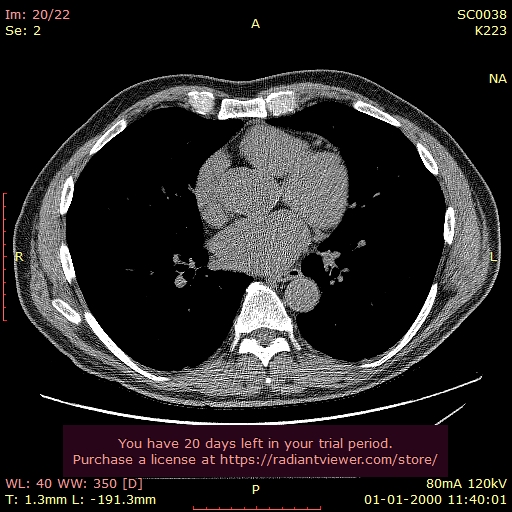 Im: 20/22
Se: 2
A
SC0038
K223
NA
R
L
You have 20 days left in your trial period.
Purchase a license at https://radiantviewer.com/store/
WL: 40 WW: 350 [D]
T: 1.3mm L: -191.3mm
P
80mA 120kV
01-01-2000 11:40:01